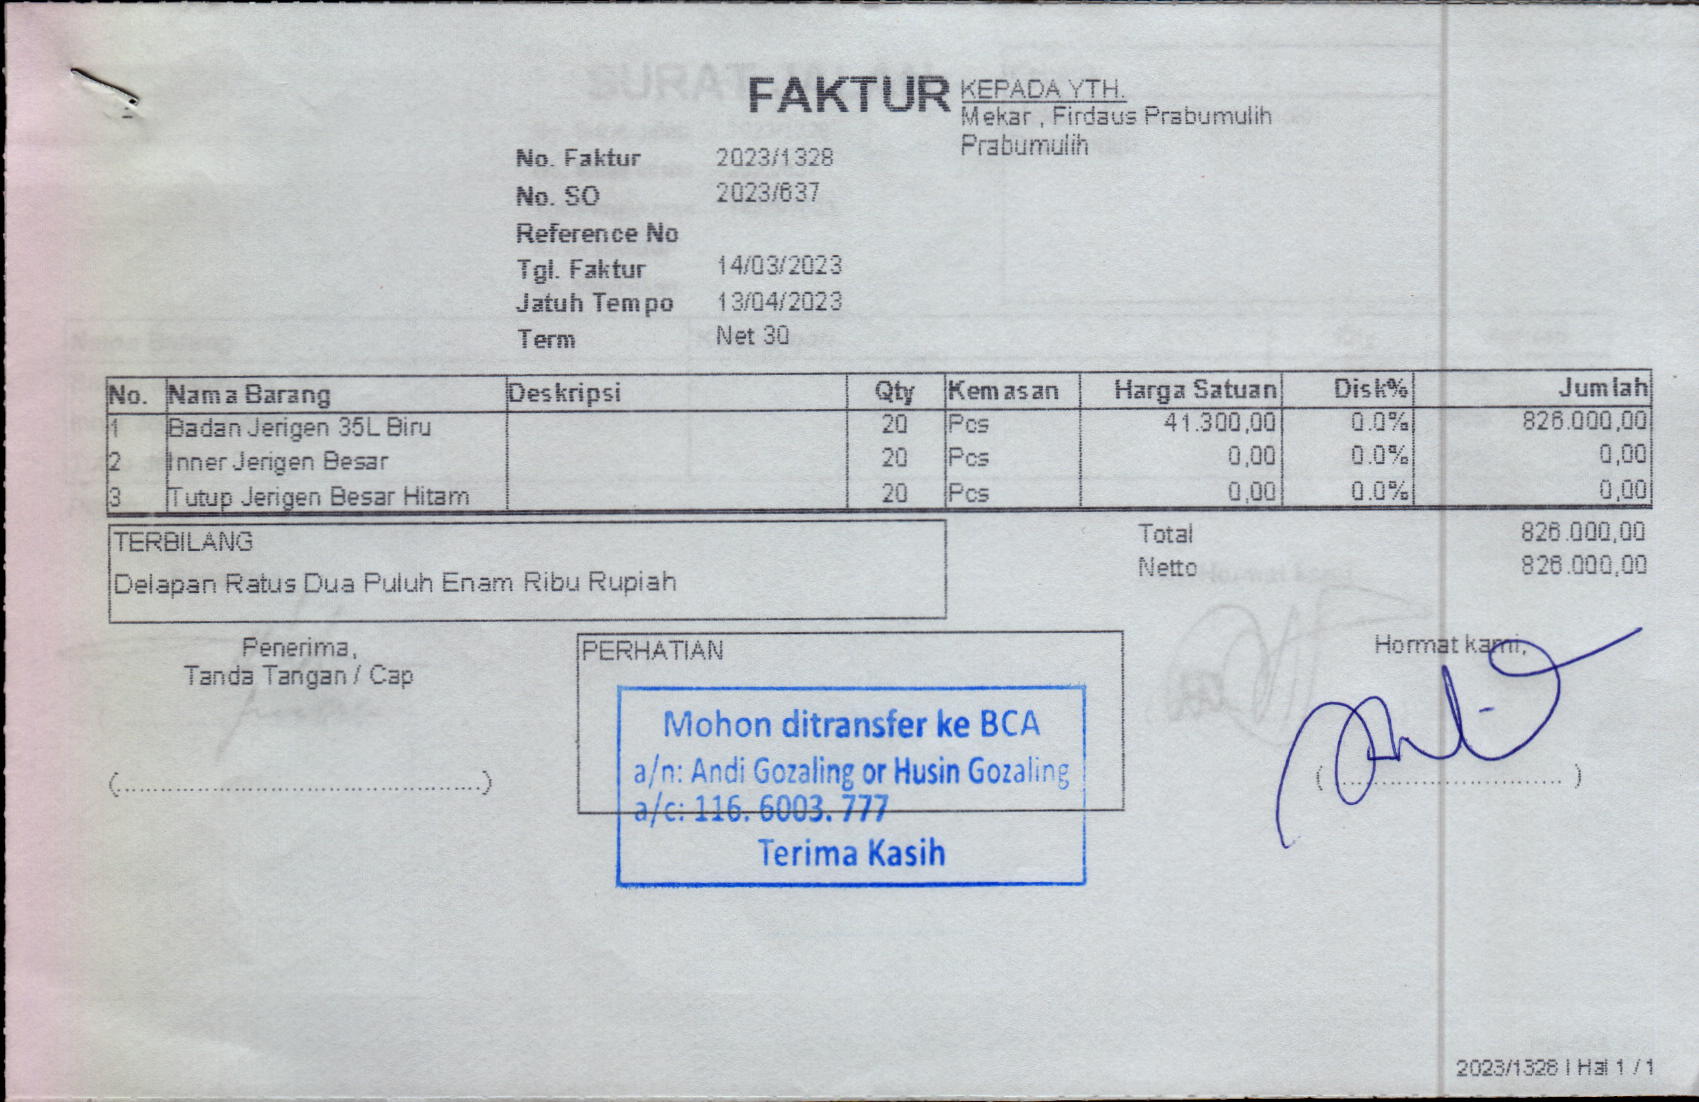 FAKTUR
KEPADA YTH.
Mekar , Firdaus Prabumulih
Prabumulih
No. Faktur 2023/1328
No. SO 2023/637
Reference No
Tgl. Faktur 14/03/2023
Jatuh Tempo 13/04/2023
Term Net 30
No. Nama Barang Deskripsi Qty Kemasan Harga Satuan Disk% Jumlah
1 Badan Jerigen 35L Biru 20 Pcs 41.300,00 0.0% 826.000,00
2 Inner Jerigen Besar 20 Pcs 0,00 0.0% 0,00
3 Tutup Jerigen Besar Hitam 20 Pcs 0,00 0.0% 0,00
TERBILANG
Delapan Ratus Dua Puluh Enam Ribu Rupiah
Total 826.000,00
Netto 826.000,00
Penerima,
Tanda Tangan / Cap
(................................................)
PERHATIAN
Mohon ditransfer ke BCA
a/n: Andi Gozaling or Husin Gozaling
a/c: 116. 6003. 777
Terima Kasih
Hormat kami,
( ............................... )
2023/1328 | Hal 1 / 1